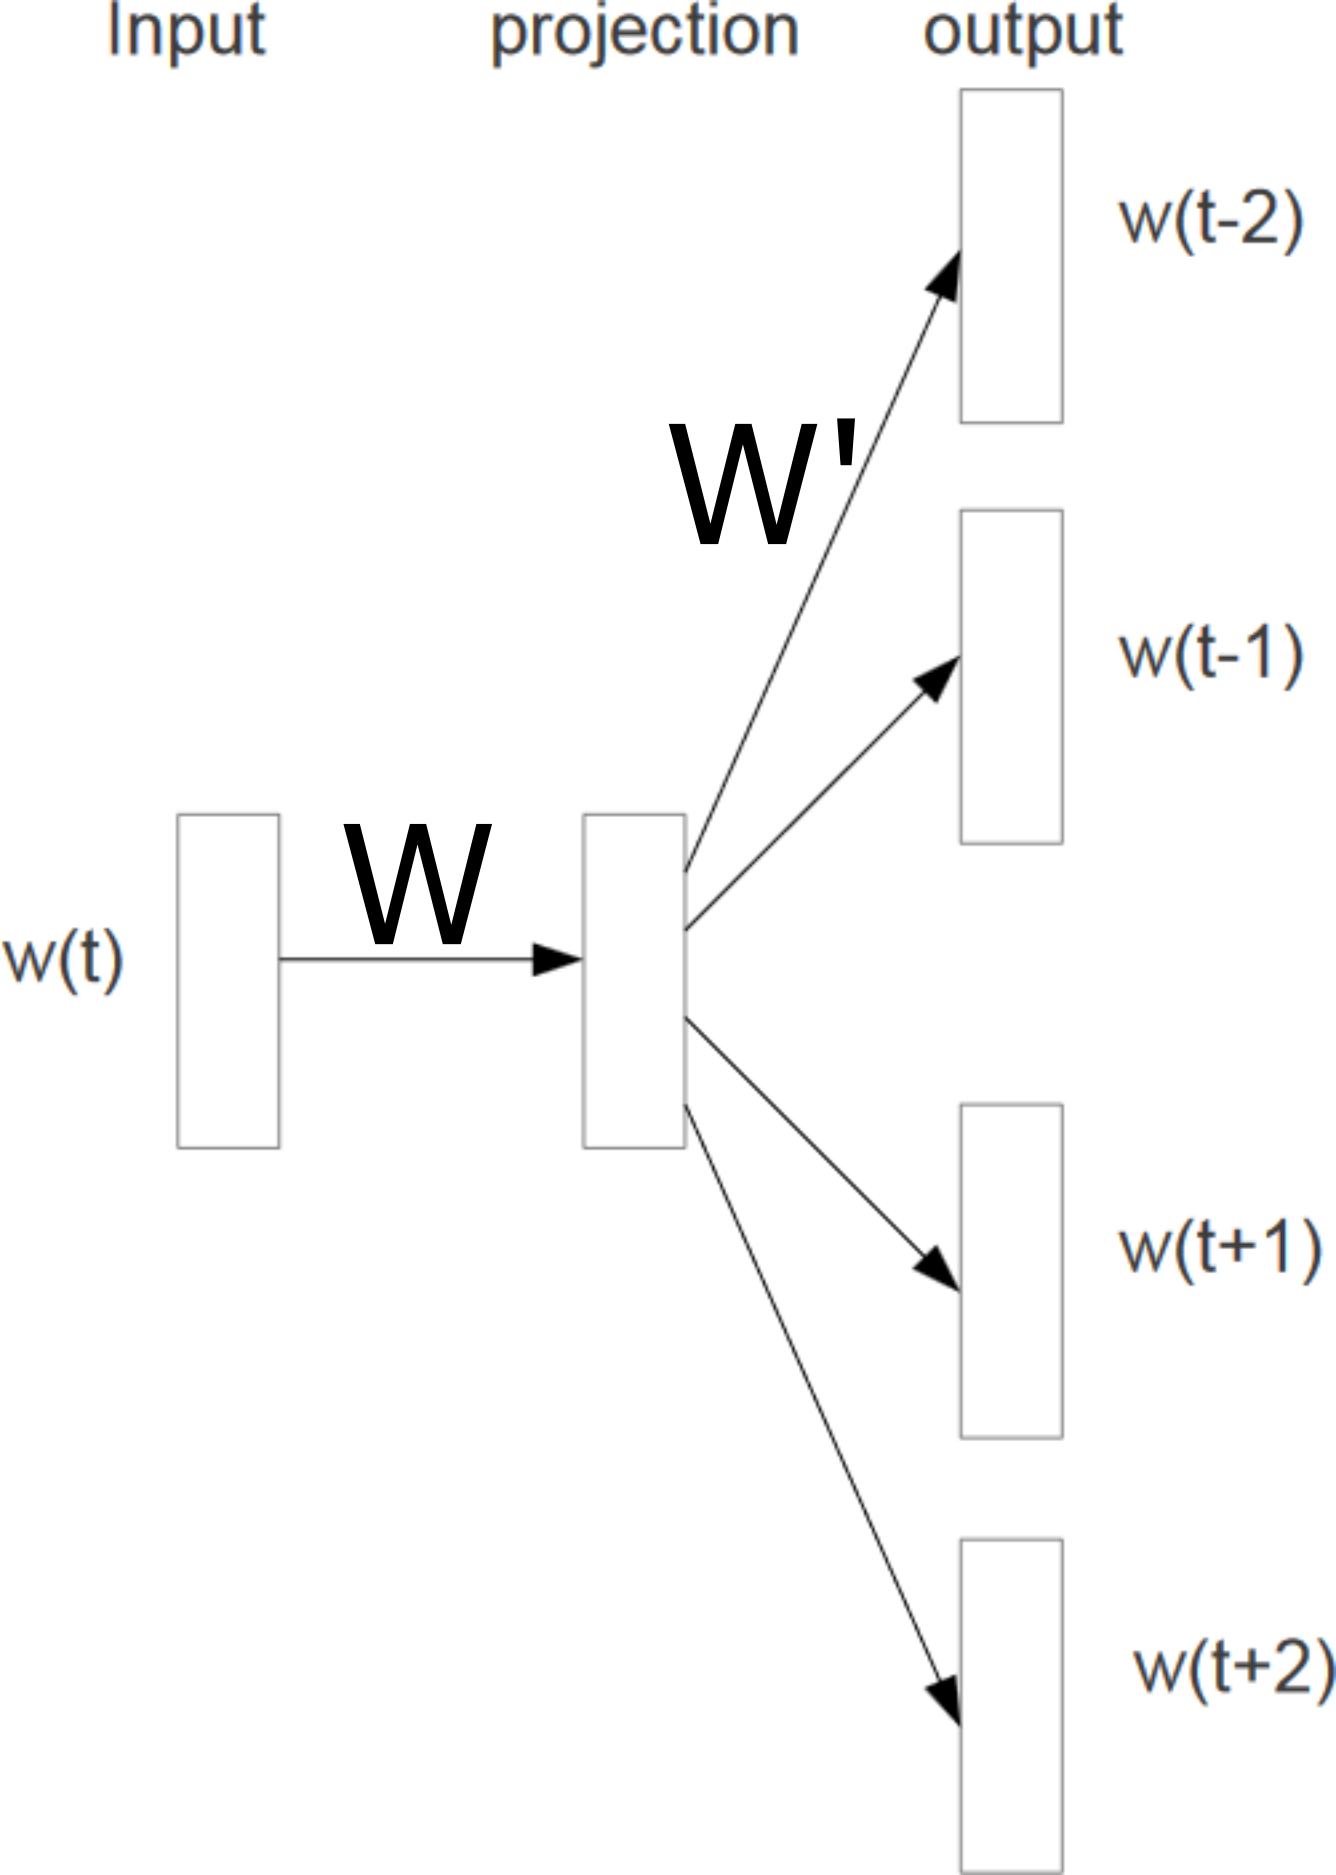 Input projection output
w(t-2)
W'
w(t-1)
W
w(t)
w(t+1)
w(t+2)